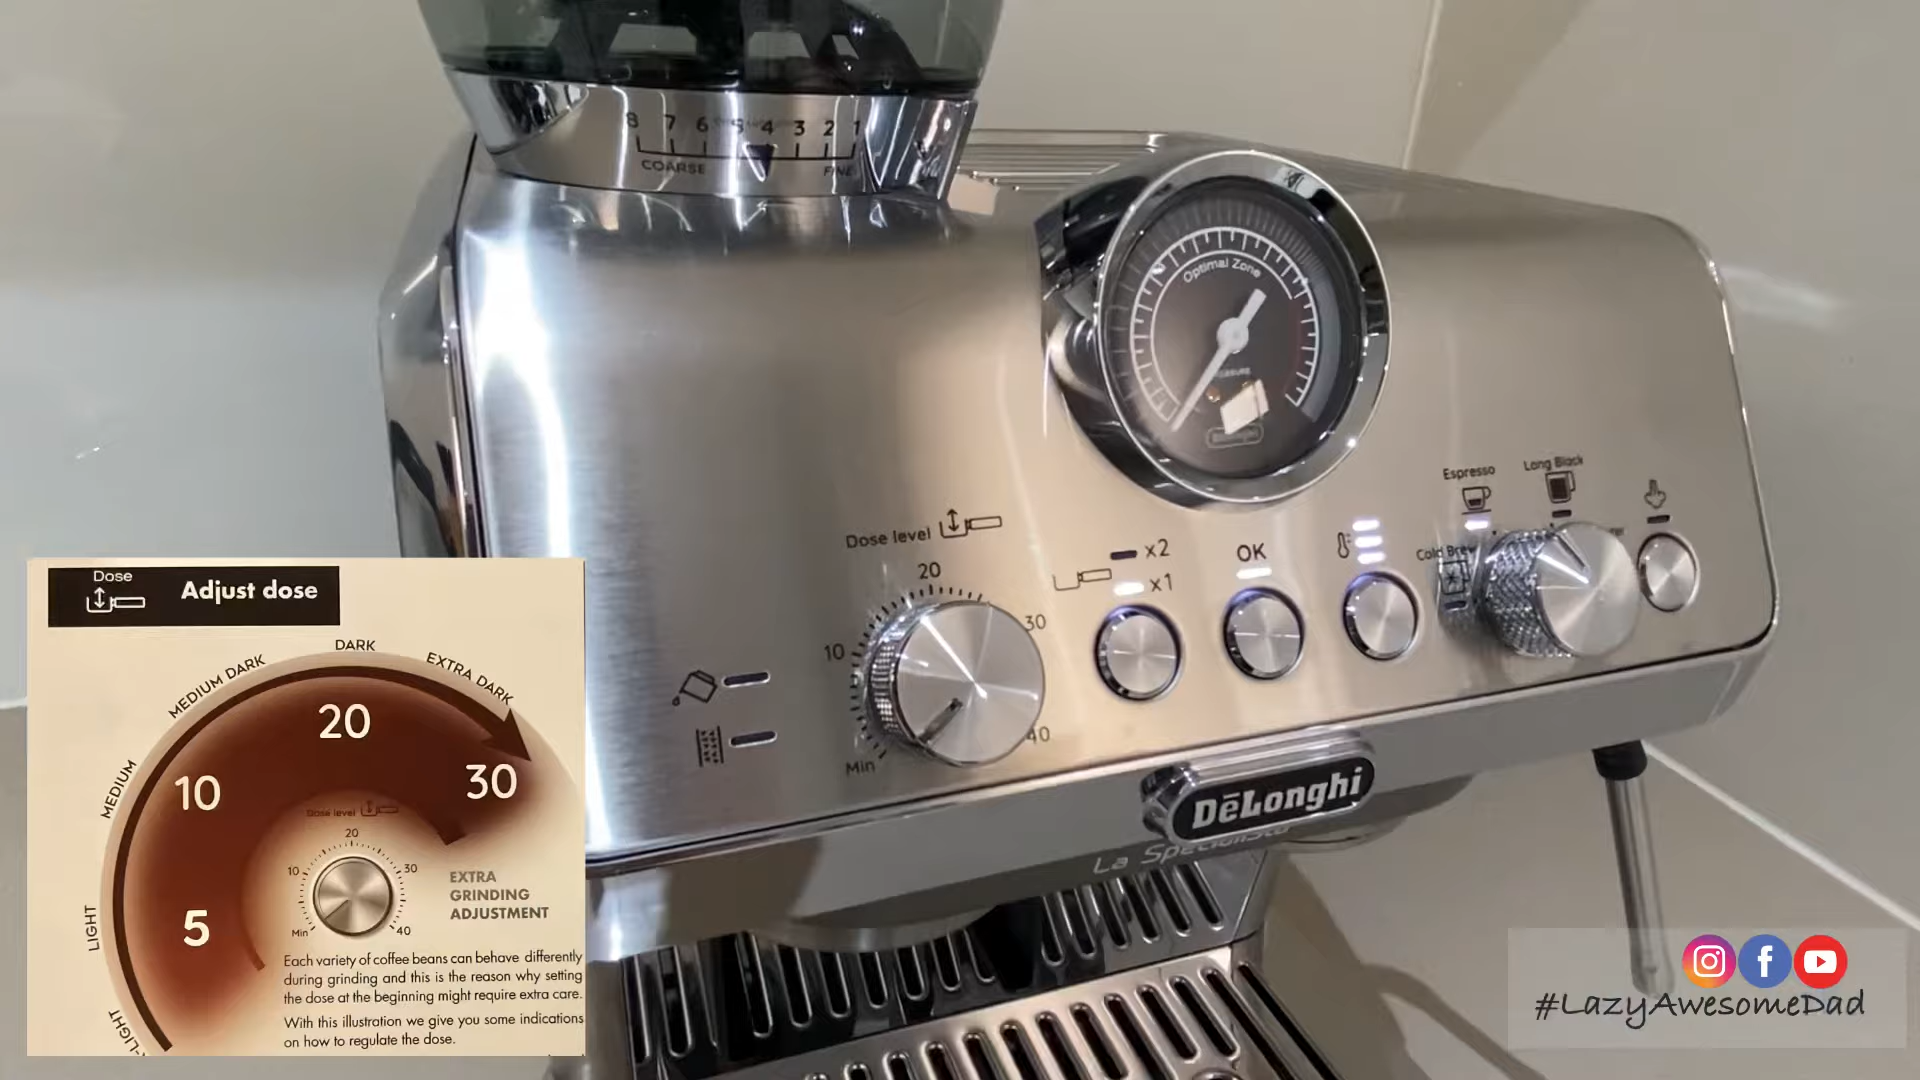 8 7 6 5 4 3 2 1
COARSE FINE
Optimal Zone
DeLonghi
Dose level
20
10
30
40
Min
x2
x1
OK
Espresso
Long Black
Cold Brew
DēLonghi
La Specialista
Dose
Adjust dose
EXTRA DARK
DARK
MEDIUM DARK
MEDIUM
LIGHT
20
10
30
5
Dose level
20
10
30
Min
40
EXTRA
GRINDING
ADJUSTMENT
Each variety of coffee beans can behave differently
during grinding and this is the reason why setting
the dose at the beginning might require extra care.
With this illustration we give you some indications
on how to regulate the dose.
#LazyAwesomeDad